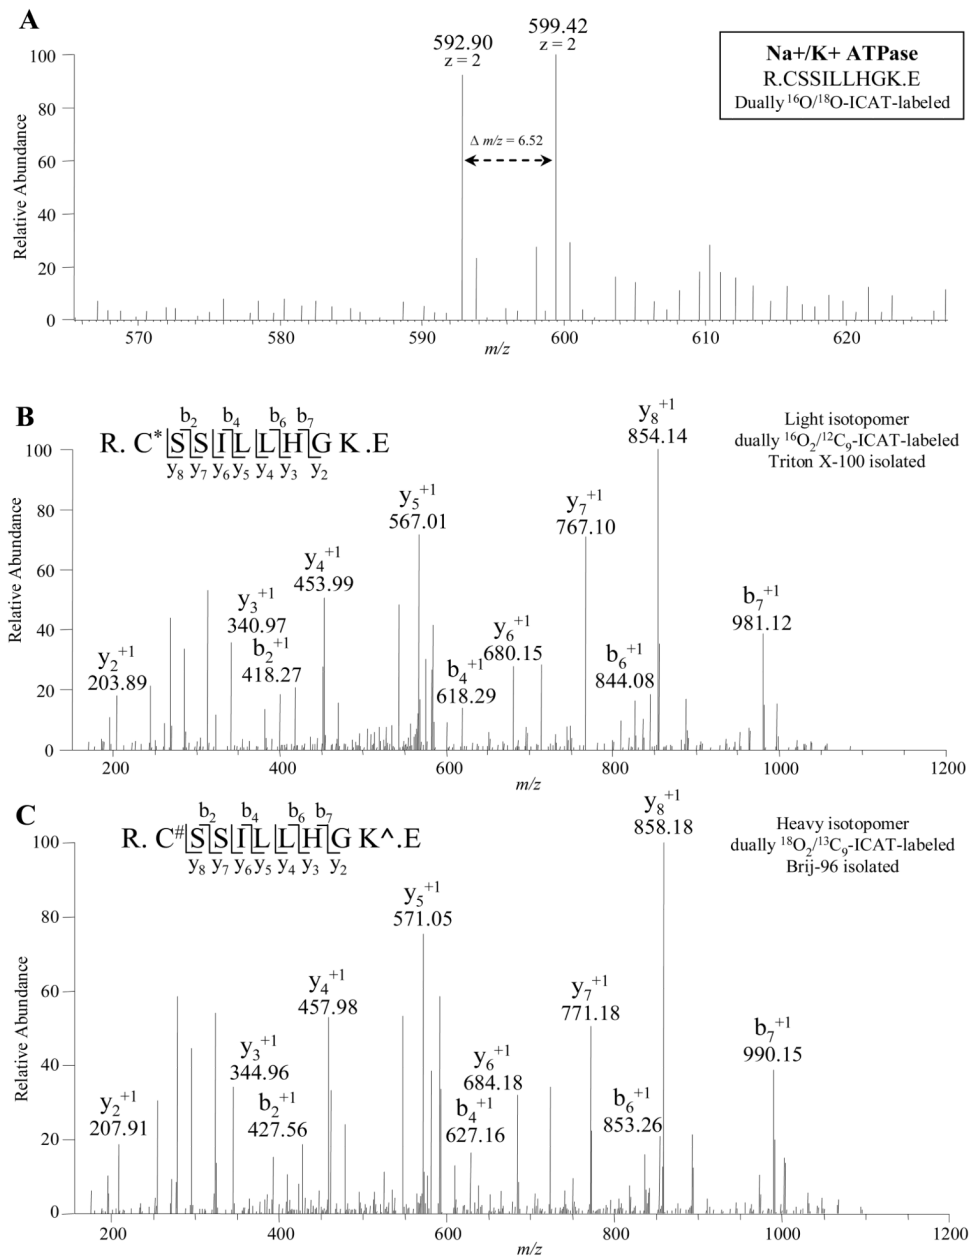 A
592.90
z = 2
599.42
z = 2
Δ m/z = 6.52
Na+/K+ ATPase
R.CSSILLHGK.E
Dually ¹⁶O/¹⁸O-ICAT-labeled
Relative Abundance
100
80
60
40
20
0
570 580 590 600 610 620
m/z
B
b₂ b₄ b₆ b₇
R. C* S S I L L H G K .E
y₈ y₇ y₆ y₅ y₄ y₃ y₂
Light isotopomer
dually ¹⁶O₂/¹²C₉-ICAT-labeled
Triton X-100 isolated
y₈⁺¹
854.14
y₅⁺¹
567.01
y₇⁺¹
767.10
y₄⁺¹
453.99
y₃⁺¹
340.97
b₂⁺¹
418.27
y₂⁺¹
203.89
y₆⁺¹
680.15
b₄⁺¹
618.29
b₆⁺¹
844.08
b₇⁺¹
981.12
Relative Abundance
100
80
60
40
20
0
200 400 600 800 1000 1200
m/z
C
b₂ b₄ b₆ b₇
R. C# S S I L L H G K^.E
y₈ y₇ y₆ y₅ y₄ y₃ y₂
Heavy isotopomer
dually ¹⁸O₂/¹³C₉-ICAT-labeled
Brij-96 isolated
y₈⁺¹
858.18
y₅⁺¹
571.05
y₄⁺¹
457.98
y₇⁺¹
771.18
y₃⁺¹
344.96
y₆⁺¹
684.18
b₇⁺¹
990.15
y₂⁺¹
207.91
b₂⁺¹
427.56
b₄⁺¹
627.16
b₆⁺¹
853.26
Relative Abundance
100
80
60
40
20
0
200 400 600 800 1000 1200
m/z